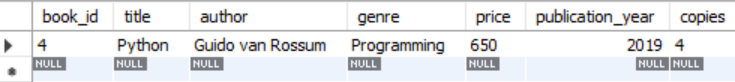 book_id title author genre price publication_year copies
4 Python Guido van Rossum Programming 650 2019 4
NULL NULL NULL NULL NULL NULL NULL